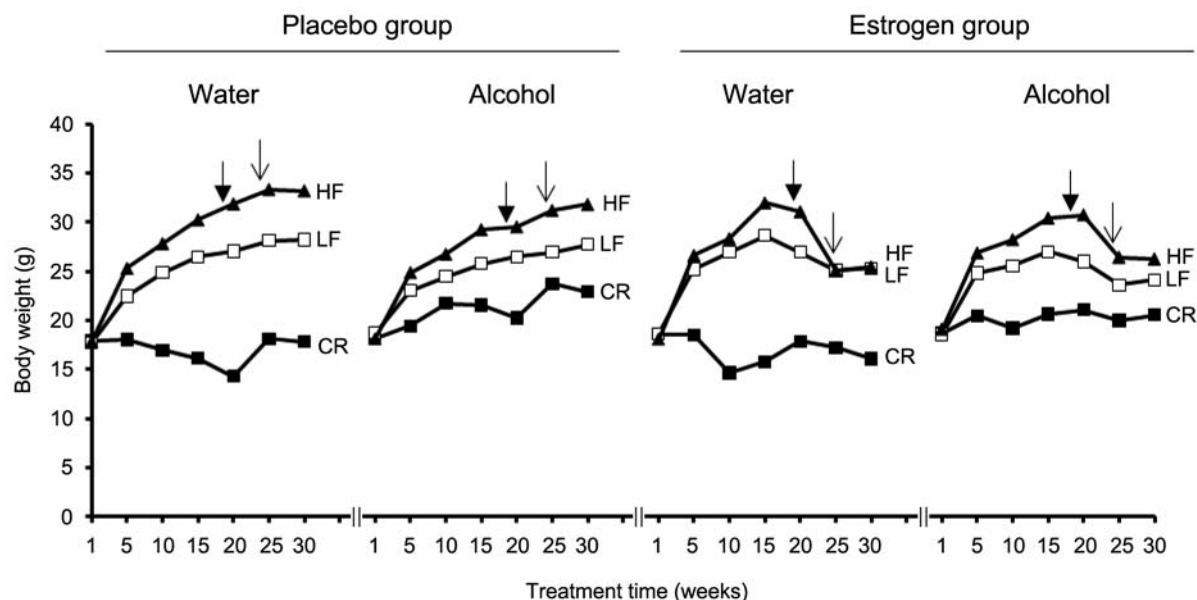 Placebo group
Estrogen group
Water
Alcohol
Water
Alcohol
Body weight (g)
40
35
30
25
20
15
10
5
0
HF
LF
CR
HF
LF
CR
HF
LF
CR
HF
LF
CR
1 5 10 15 20 25 30
1 5 10 15 20 25 30
1 5 10 15 20 25 30
1 5 10 15 20 25 30
Treatment time (weeks)